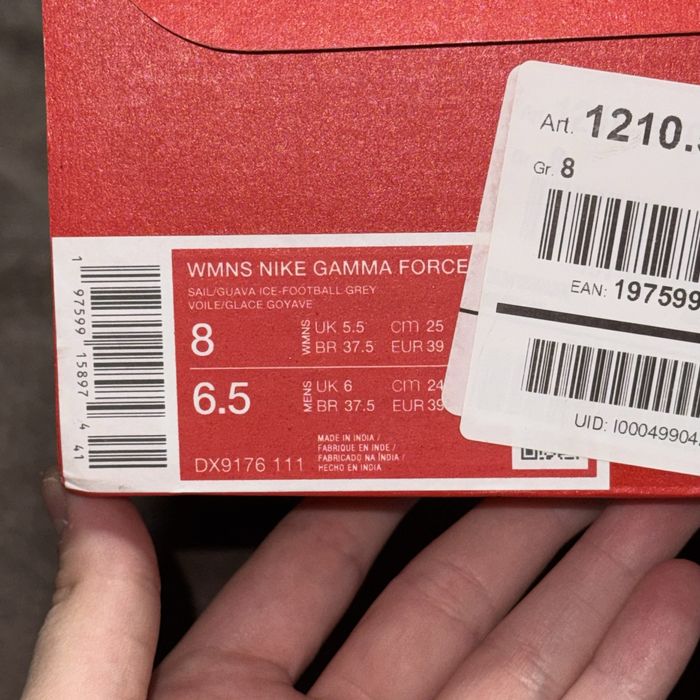 Art. 1210.
Gr. 8
EAN: 197599
UID: I00049904
1 97599 15897 4 41
WMNS NIKE GAMMA FORCE
SAIL/GUAVA ICE-FOOTBALL GREY
VOILE/GLACE GOYAVE
8 WMNS UK 5.5 cm 25
BR 37.5 EUR 39
6.5 MENS UK 6 cm 24
BR 37.5 EUR 39
MADE IN INDIA /
FABRIQUE EN INDE /
FABRICADO NA ÍNDIA /
HECHO EN INDIA
DX9176 111